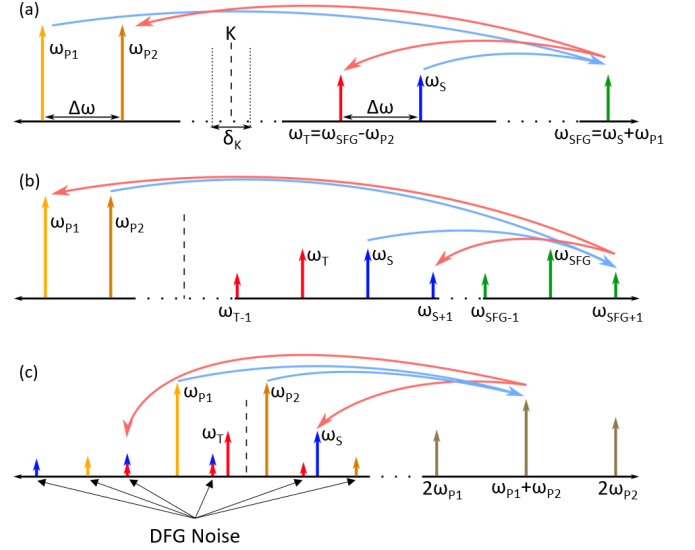 (a)
K
ω_P1
ω_P2
ω_S
Δω
Δω
δ_K
ω_T=ω_SFG-ω_P2
ω_SFG=ω_S+ω_P1
(b)
ω_P1
ω_P2
ω_T
ω_S
ω_SFG
ω_T-1
ω_S+1
ω_SFG-1
ω_SFG+1
(c)
ω_P1
ω_P2
ω_T
ω_S
2ω_P1
ω_P1+ω_P2
2ω_P2
DFG Noise